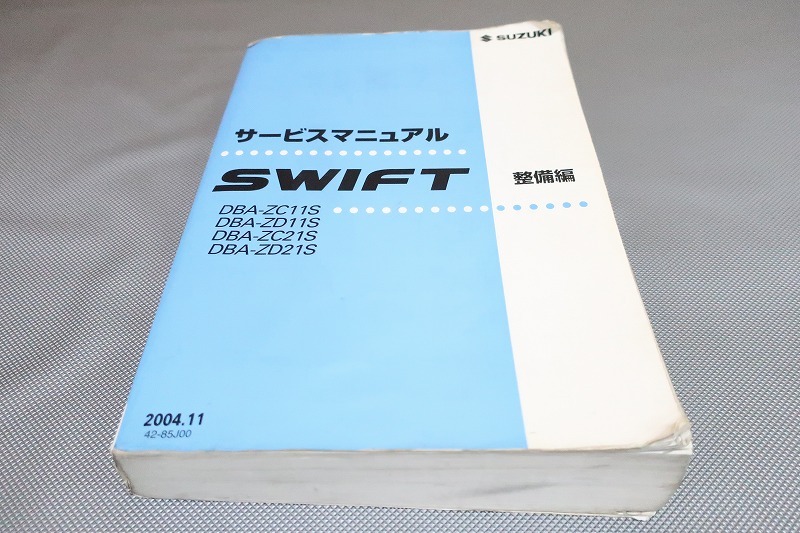 SUZUKI
サービスマニュアル
SWIFT 整備編
DBA-ZC11S
DBA-ZD11S
DBA-ZC21S
DBA-ZD21S
2004.11
42-85J00